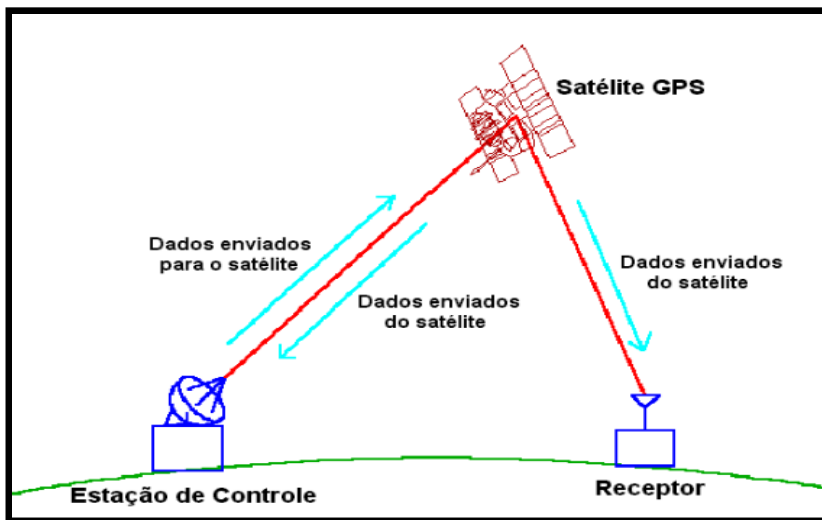 Satélite GPS
Dados enviados
para o satélite
Dados enviados
do satélite
Dados enviados
do satélite
Estação de Controle
Receptor